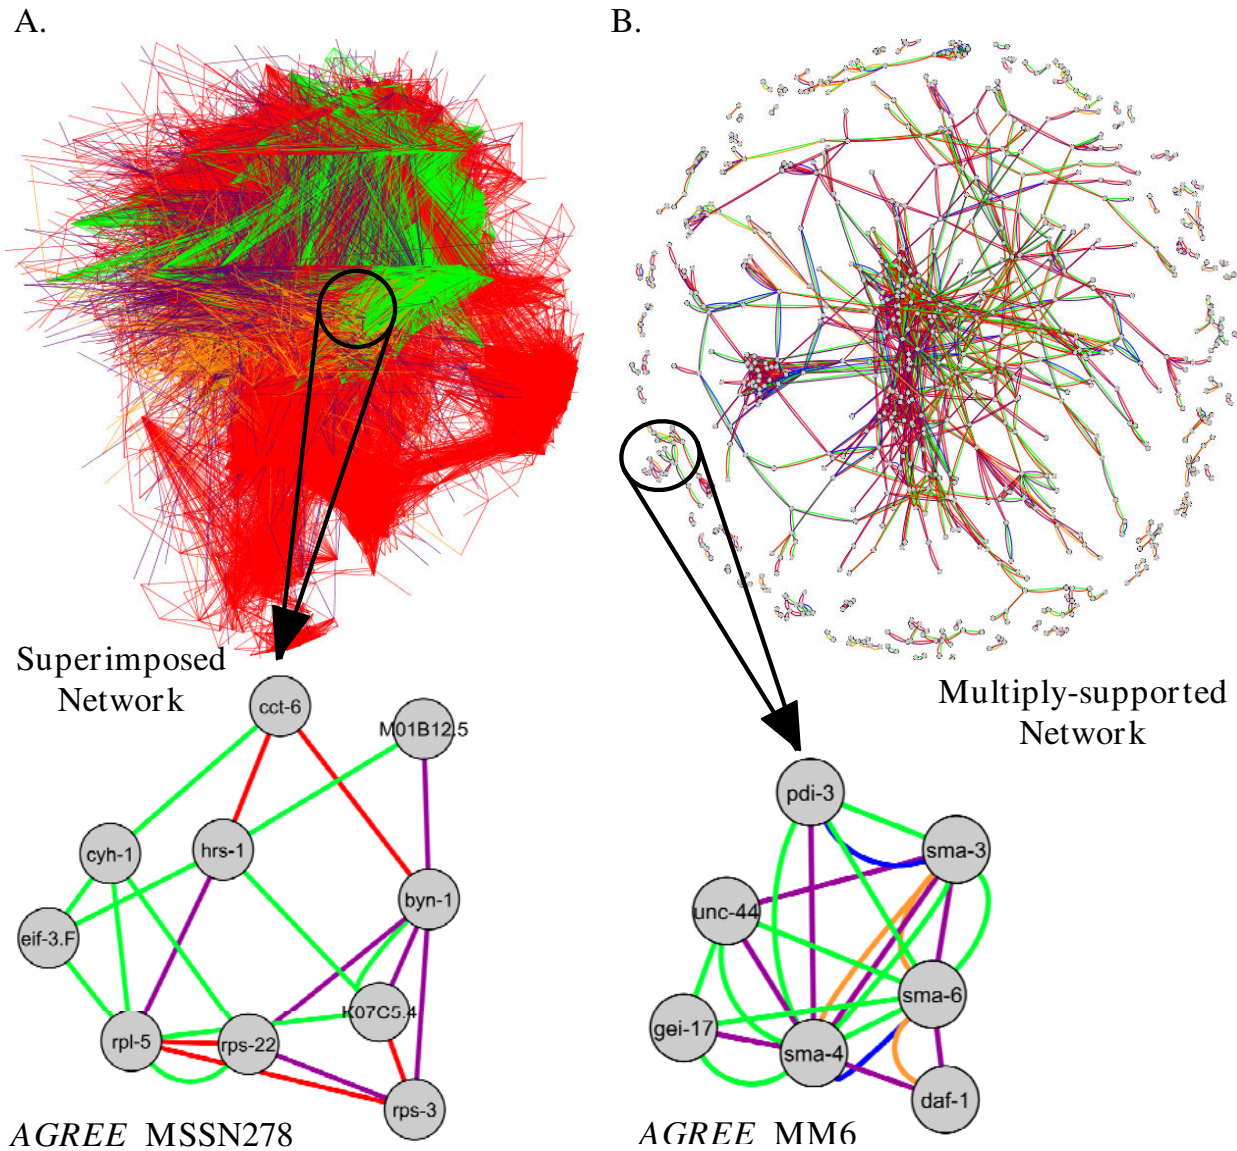 A.
B.
Superimposed
Network
Multiply-supported
Network
cct-6
M01B12.5
cyh-1
hrs-1
byn-1
eif-3.F
K07C5.4
rpl-5
rps-22
rps-3
AGREE MSSN278
pdi-3
sma-3
unc-44
sma-6
gei-17
sma-4
daf-1
AGREE MM6